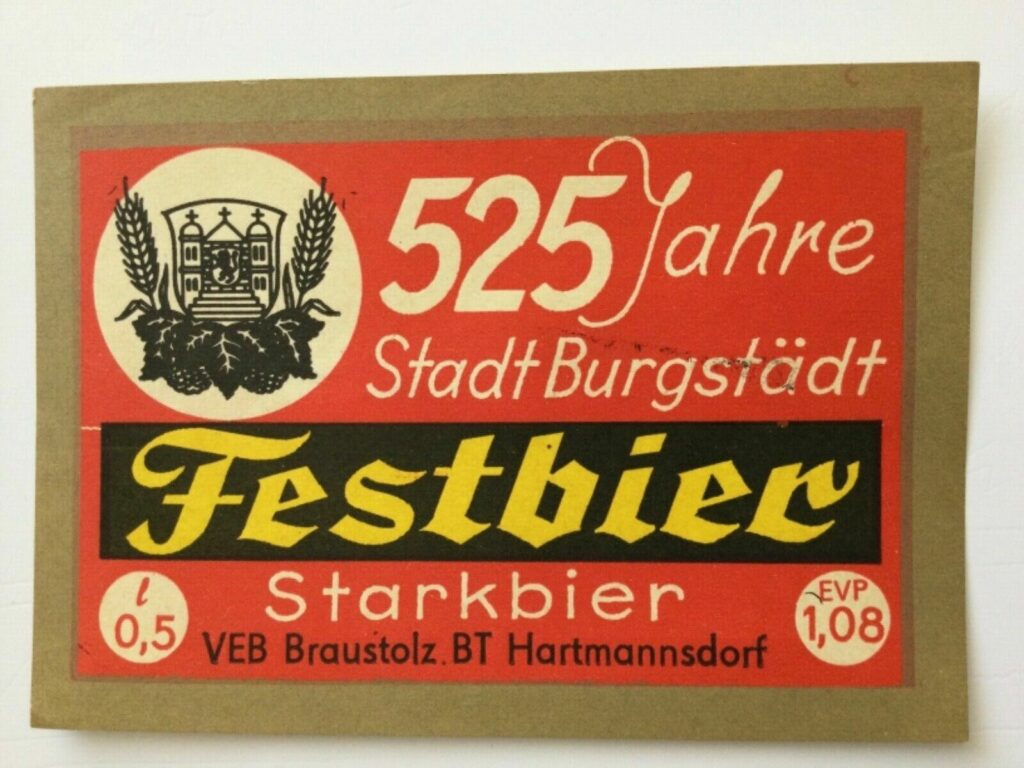 525 Jahre
Stadt Burgstädt
Festbier
Starkbier
l
0,5
VEB Braustolz. BT Hartmannsdorf
EVP
1,08